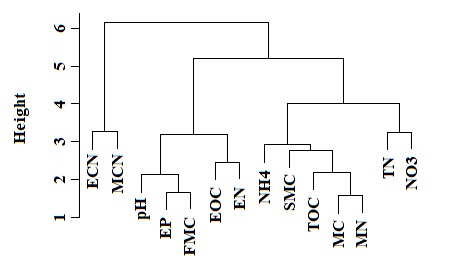 Height
6
5
4
3
2
1
ECN
MCN
pH
EP
FMC
EOC
EN
NH4
SMC
TOC
MC
MN
TN
NO3